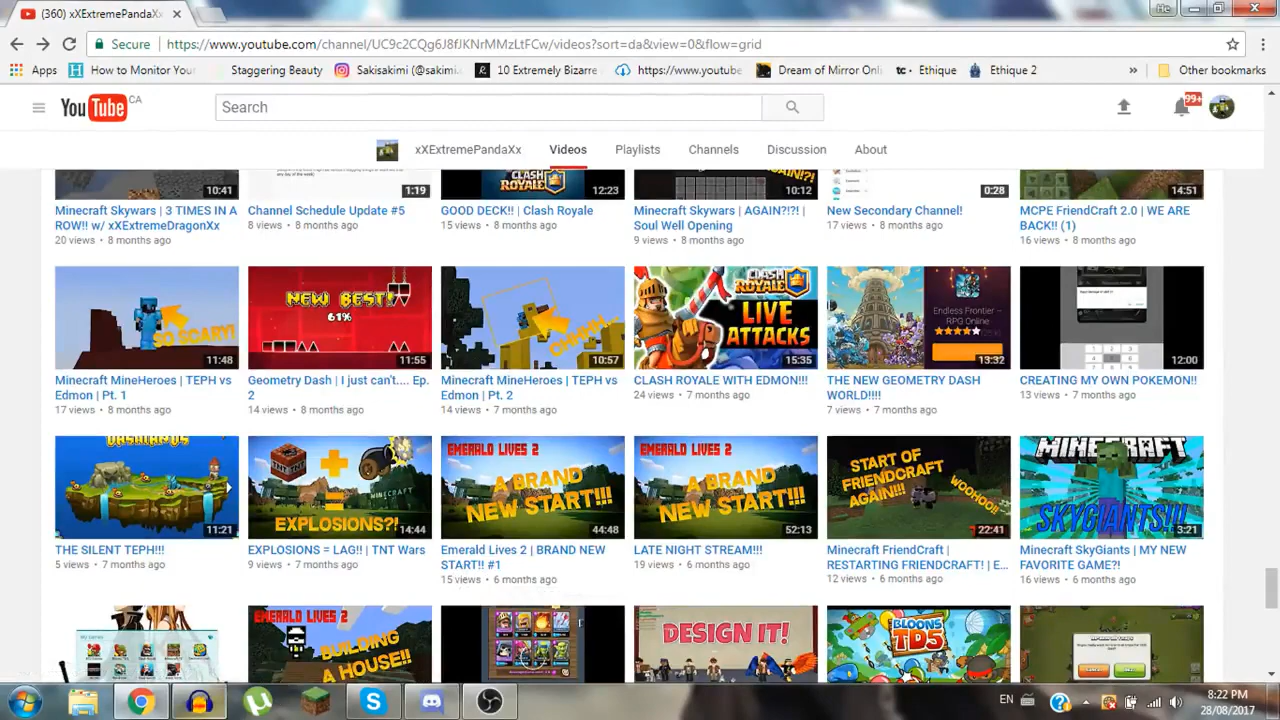 (360) xXExtremePandaXx
He
Secure https://www.youtube.com/channel/UC9c2CQg6J8fJKNrMMzLtFCw/videos?sort=da&view=0&flow=grid
Apps How to Monitor Your Staggering Beauty Sakisakimi (@sakimi. 10 Extremely Bizarre https://www.youtube Dream of Mirror Onli tc Ethique Ethique 2 » Other bookmarks
YouTube CA Search 99+
xXExtremePandaXx Videos Playlists Channels Discussion About
CLASH ROYALE
10:41 1:19 12:23 10:12 0:28 14:51
Minecraft Skywars | 3 TIMES IN A ROW!! w/ xXExtremeDragonXx
20 views • 8 months ago
Channel Schedule Update #5
8 views • 8 months ago
GOOD DECK!! | Clash Royale
15 views • 8 months ago
Minecraft Skywars | AGAIN?!?! | Soul Well Opening
9 views • 8 months ago
New Secondary Channel!
17 views • 8 months ago
MCPE FriendCraft 2.0 | WE ARE BACK!! (1)
16 views • 8 months ago
SO SCARY!
11:48
Minecraft MineHeroes | TEPH vs Edmon | Pt. 1
17 views • 8 months ago
NEW BEST!
61%
11:55
Geometry Dash | I just can't.... Ep. 2
14 views • 8 months ago
10:57
Minecraft MineHeroes | TEPH vs Edmon | Pt. 2
14 views • 7 months ago
CLASH ROYALE
LIVE ATTACKS
15:35
CLASH ROYALE WITH EDMON!!!
24 views • 7 months ago
Endless Frontier – RPG Online
13:32
THE NEW GEOMETRY DASH WORLD!!!!
7 views • 7 months ago
12:00
CREATING MY OWN POKEMON!!
13 views • 7 months ago
11:21
THE SILENT TEPH!!!
5 views • 7 months ago
EXPLOSIONS?!
MINECRAFT
14:44
EXPLOSIONS = LAG!! | TNT Wars
9 views • 7 months ago
EMERALD LIVES 2
A BRAND NEW START!!!
44:48
Emerald Lives 2 | BRAND NEW START!! #1
15 views • 6 months ago
EMERALD LIVES 2
A BRAND NEW START!!!
52:13
LATE NIGHT STREAM!!!
19 views • 6 months ago
START OF FRIENDCRAFT AGAIN!!!
WOOHOO!!
22:41
Minecraft FriendCraft | RESTARTING FRIENDCRAFT! | E...
12 views • 6 months ago
MINECRAFT
SKYGIANTS!!!
3:21
Minecraft SkyGiants | MY NEW FAVORITE GAME?!
16 views • 6 months ago
EMERALD LIVES 2
BUILDING A HOUSE!!
DESIGN IT!
BLOONS TD5
EN
8:22 PM
28/08/2017